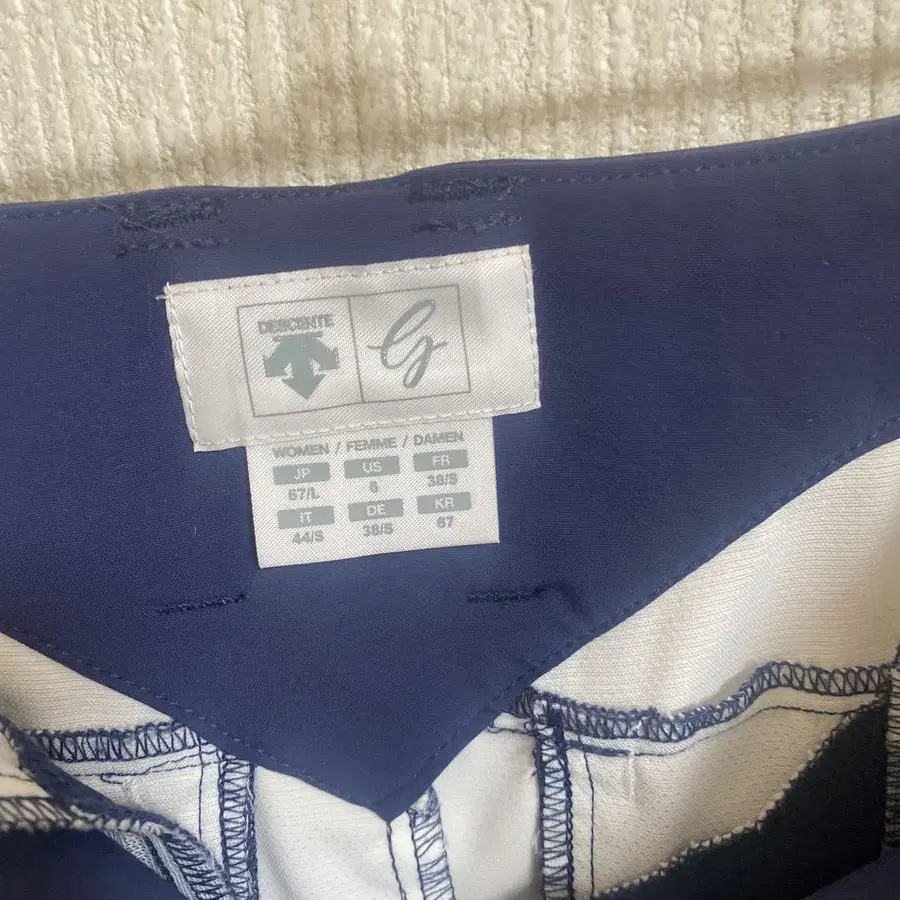 DESCENTE
WOMEN / FEMME / DAMEN
JP US FR
67/L 6 38/S
IT DE KR
44/S 38/S 67